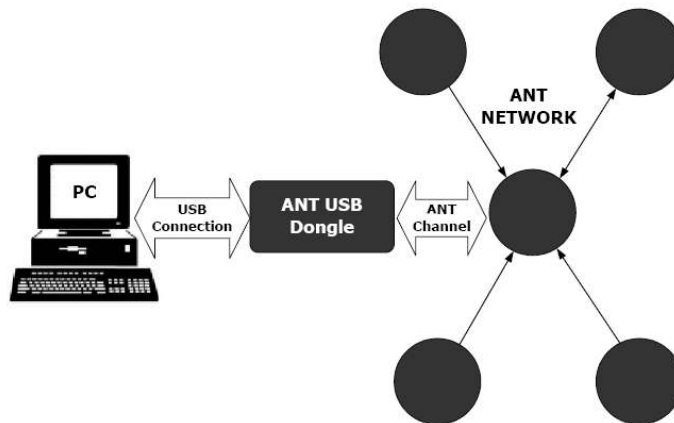 ANT
NETWORK
PC
USB
Connection
ANT USB
Dongle
ANT
Channel